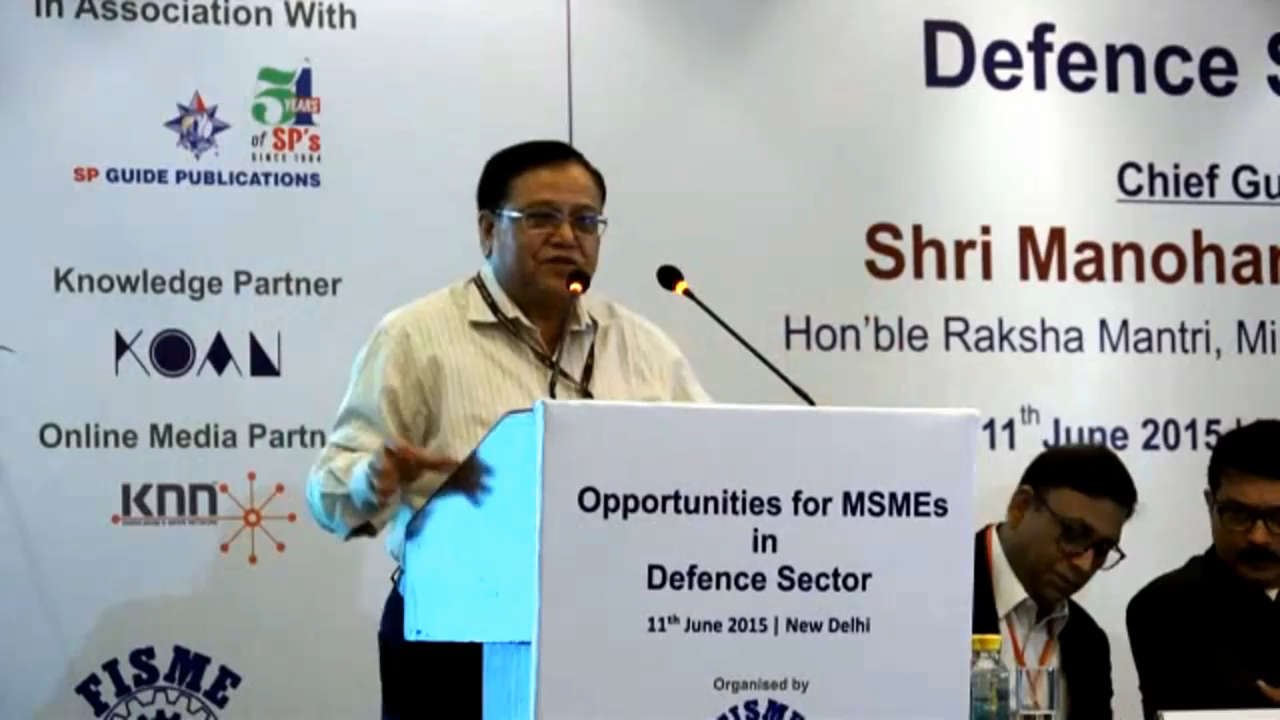 In Association With
51
YEARS
of SP's
SINCE 1964
SP GUIDE PUBLICATIONS
Knowledge Partner
KOAN
Online Media Partn
KNN
FISME
Defence S
Chief Gu
Shri Manohar
Hon'ble Raksha Mantri, Mi
11th June 2015
Opportunities for MSMEs
in
Defence Sector
11th June 2015 | New Delhi
Organised by
FISME